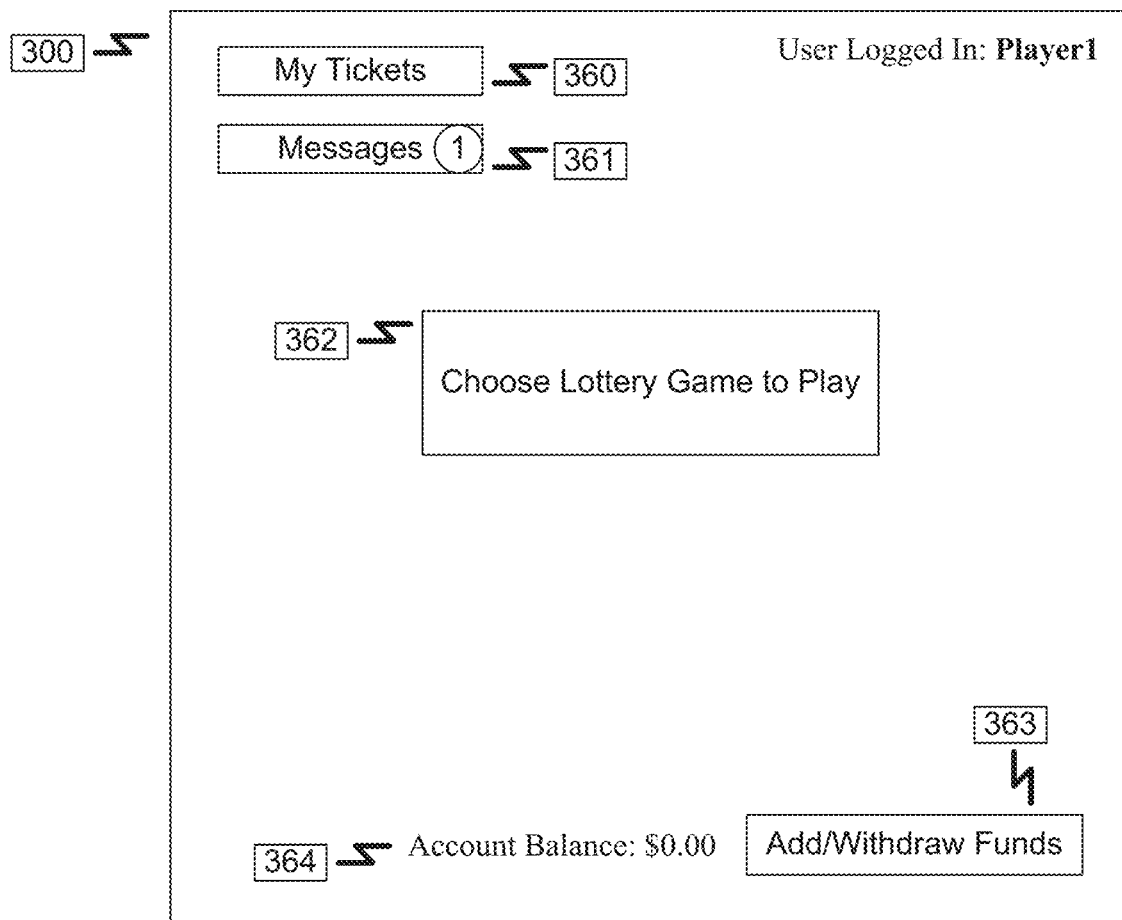 300
User Logged In: Player1
My Tickets
360
Messages 1
361
362
Choose Lottery Game to Play
363
364
Account Balance: $0.00
Add/Withdraw Funds